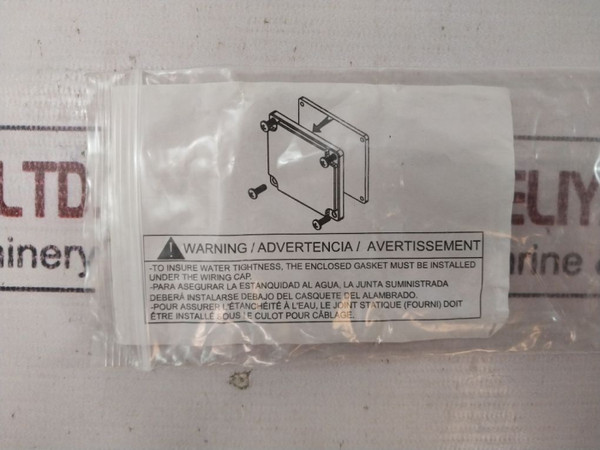 LTD
hinery
ELIY
rine &
WARNING / ADVERTENCIA / AVERTISSEMENT
-TO INSURE WATER TIGHTNESS, THE ENCLOSED GASKET MUST BE INSTALLED
UNDER THE WIRING CAP.
-PARA ASEGURAR LA ESTANQUIDAD AL AGUA, LA JUNTA SUMINISTRADA
DEBERÁ INSTALARSE DEBAJO DEL CASQUETE DEL ALAMBRADO.
-POUR ASSURER L'ÉTANCHÉITÉ À L'EAU, LE JOINT STATIQUE (FOURNI) DOIT
ÊTRE INSTALLÉ SOUS LE CULOT POUR CÂBLAGE.